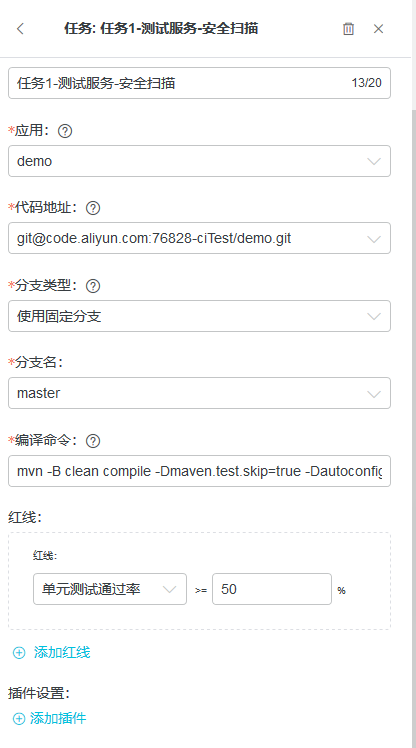 任务: 任务1-测试服务-安全扫描
任务1-测试服务-安全扫描 13/20
*应用: ?
demo
*代码地址: ?
git@code.aliyun.com:76828-ciTest/demo.git
*分支类型: ?
使用固定分支
*分支名:
master
*编译命令: ?
mvn -B clean compile -Dmaven.test.skip=true -Dautoconfig
红线:
红线:
单元测试通过率 >= 50 %
添加红线
插件设置:
添加插件